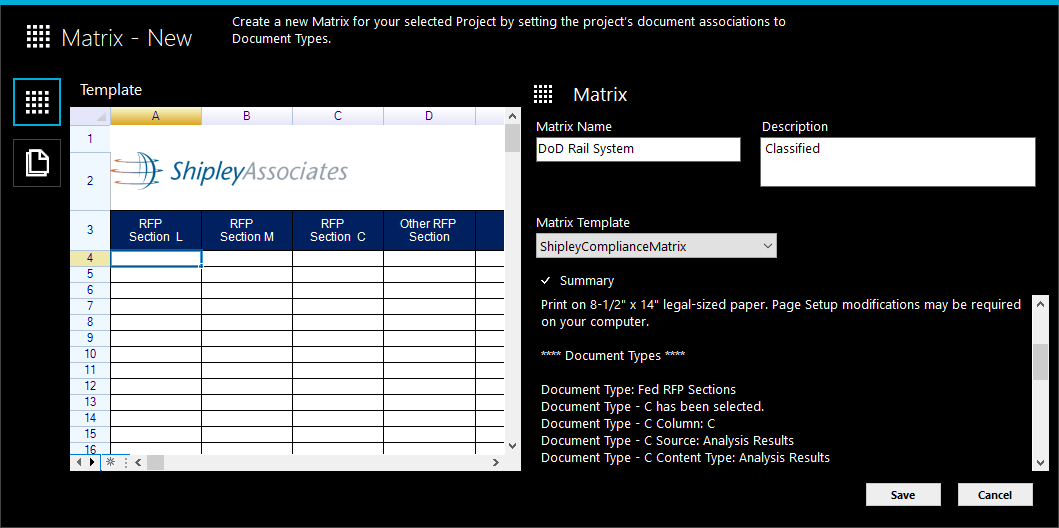 Matrix - New
Create a new Matrix for your selected Project by setting the project's document associations to
Document Types.
Template
A B C D
1
2
ShipleyAssociates
3
RFP Section L
RFP Section M
RFP Section C
Other RFP Section
4
5
6
7
8
9
10
11
12
13
14
15
16
Matrix
Matrix Name
Description
DoD Rail System
Classified
Matrix Template
ShipleyComplianceMatrix
✓ Summary
Print on 8-1/2" x 14" legal-sized paper. Page Setup modifications may be required
on your computer.
**** Document Types ****
Document Type: Fed RFP Sections
Document Type - C has been selected.
Document Type - C Column: C
Document Type - C Source: Analysis Results
Document Type - C Content Type: Analysis Results
Save
Cancel